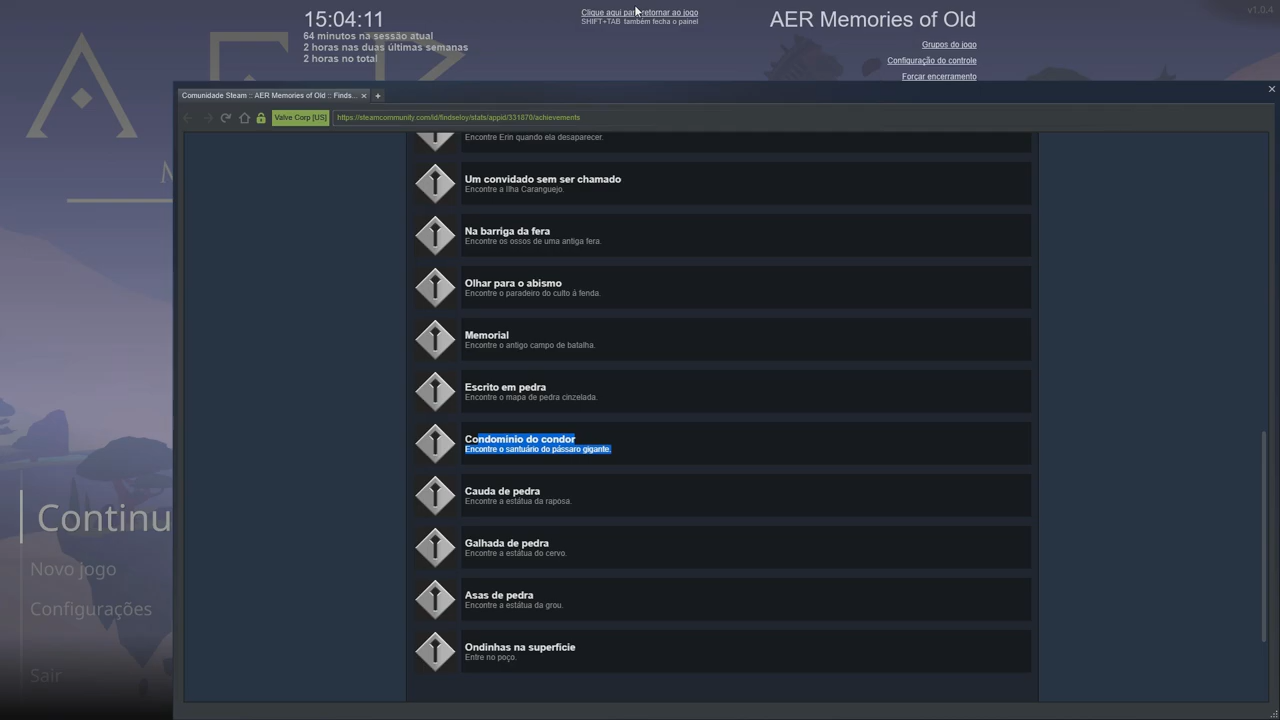 15:04:11
64 minutos na sessão atual
2 horas nas duas últimas semanas
2 horas no total
Clique aqui para retornar ao jogo
SHIFT+TAB também fecha o painel
AER Memories of Old
Grupos do jogo
Configuração do controle
Forçar encerramento
v1.0.4
Comunidade Steam :: AER Memories of Old :: Finds...
Valve Corp [US]
https://steamcommunity.com/id/findseloy/stats/appid/331870/achievements
Encontre Erin quando ela desaparecer.
Um convidado sem ser chamado
Encontre a Ilha Caranguejo.
Na barriga da fera
Encontre os ossos de uma antiga fera.
Olhar para o abismo
Encontre o paradeiro do culto à fenda.
Memorial
Encontre o antigo campo de batalha.
Escrito em pedra
Encontre o mapa de pedra cinzelada.
Condomínio do condor
Encontre o santuário do pássaro gigante.
Cauda de pedra
Encontre a estátua da raposa.
Galhada de pedra
Encontre a estátua do cervo.
Asas de pedra
Encontre a estátua da grou.
Ondinhas na superfície
Entre no poço.
Continu
Novo jogo
Configurações
Sair